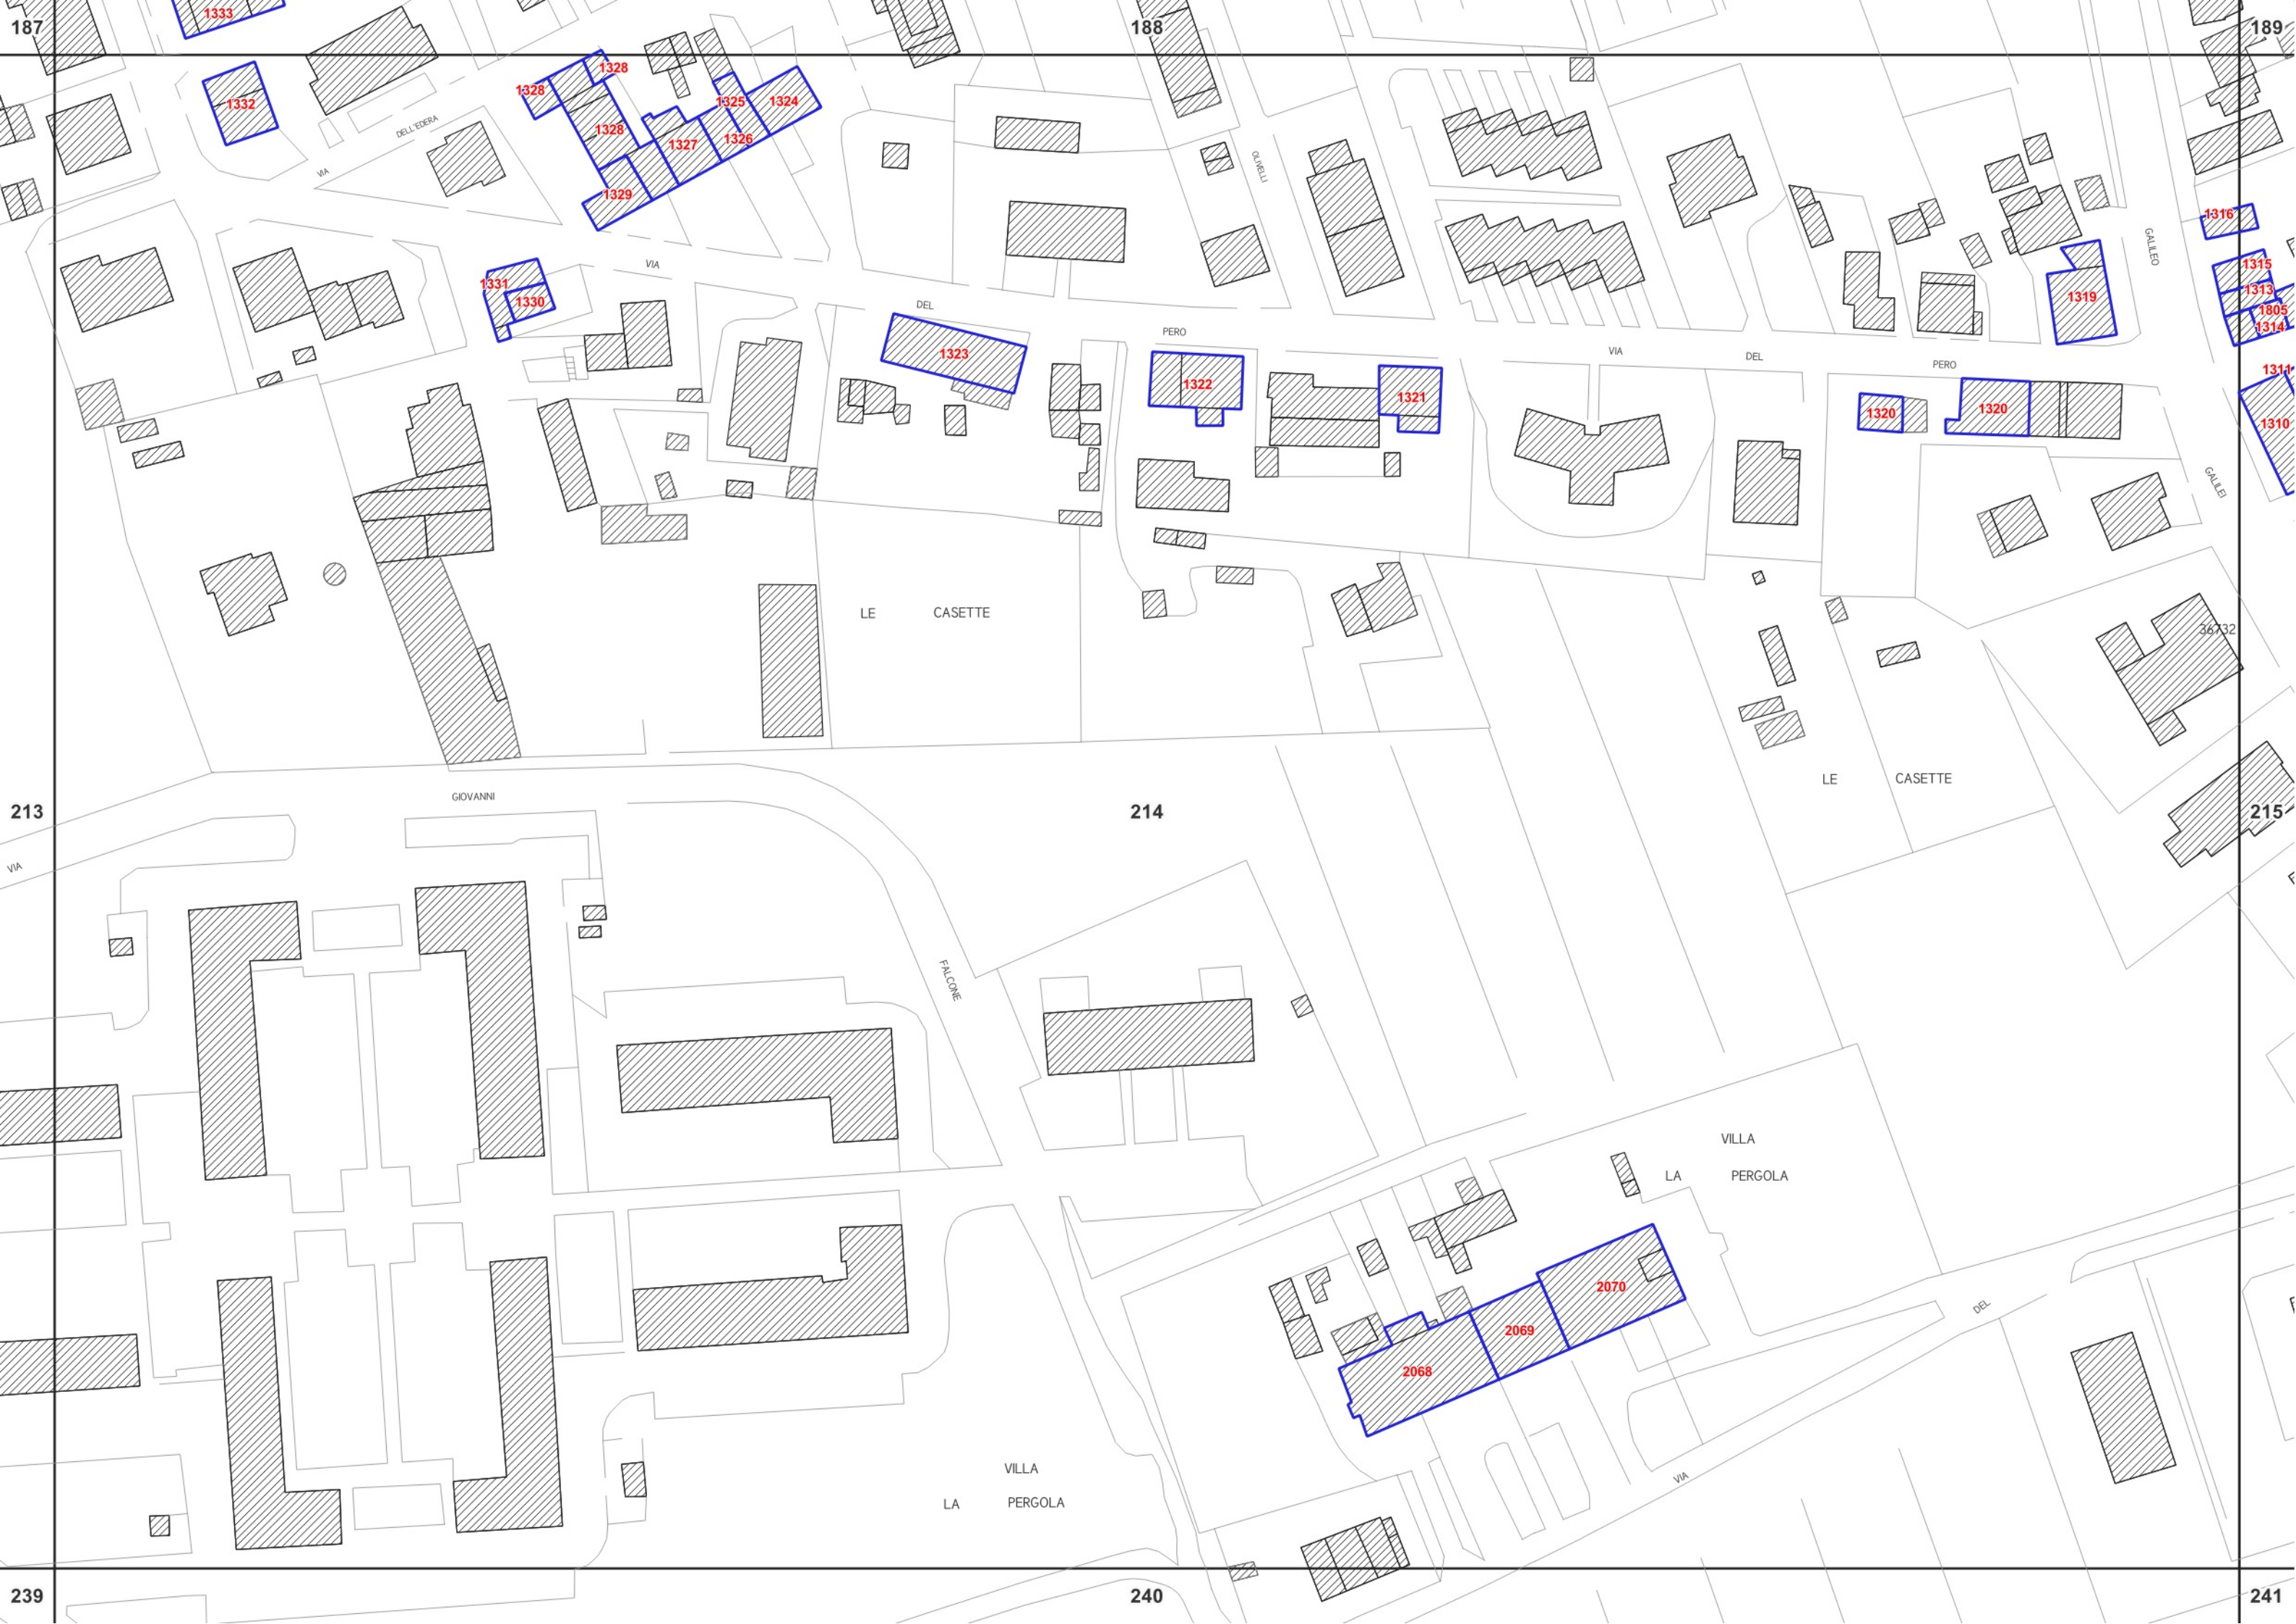 1333
187
188
189
1328
1332
1328
1325
1324
1328
1326
1327
DELL'EDERA
VIA
OLIVELLI
1329
1316
GALILEO
VIA
1315
1331
1330
1313
1319
DEL
1805
1314
PERO
VIA
DEL
PERO
1323
1311
1322
1321
1320
1320
1310
GALILEI
LE CASETTE
36732
LE CASETTE
GIOVANNI
213
214
215
VIA
FALCONE
VILLA
LA PERGOLA
2070
DEL
2069
2068
VILLA
VIA
LA PERGOLA
239
240
241